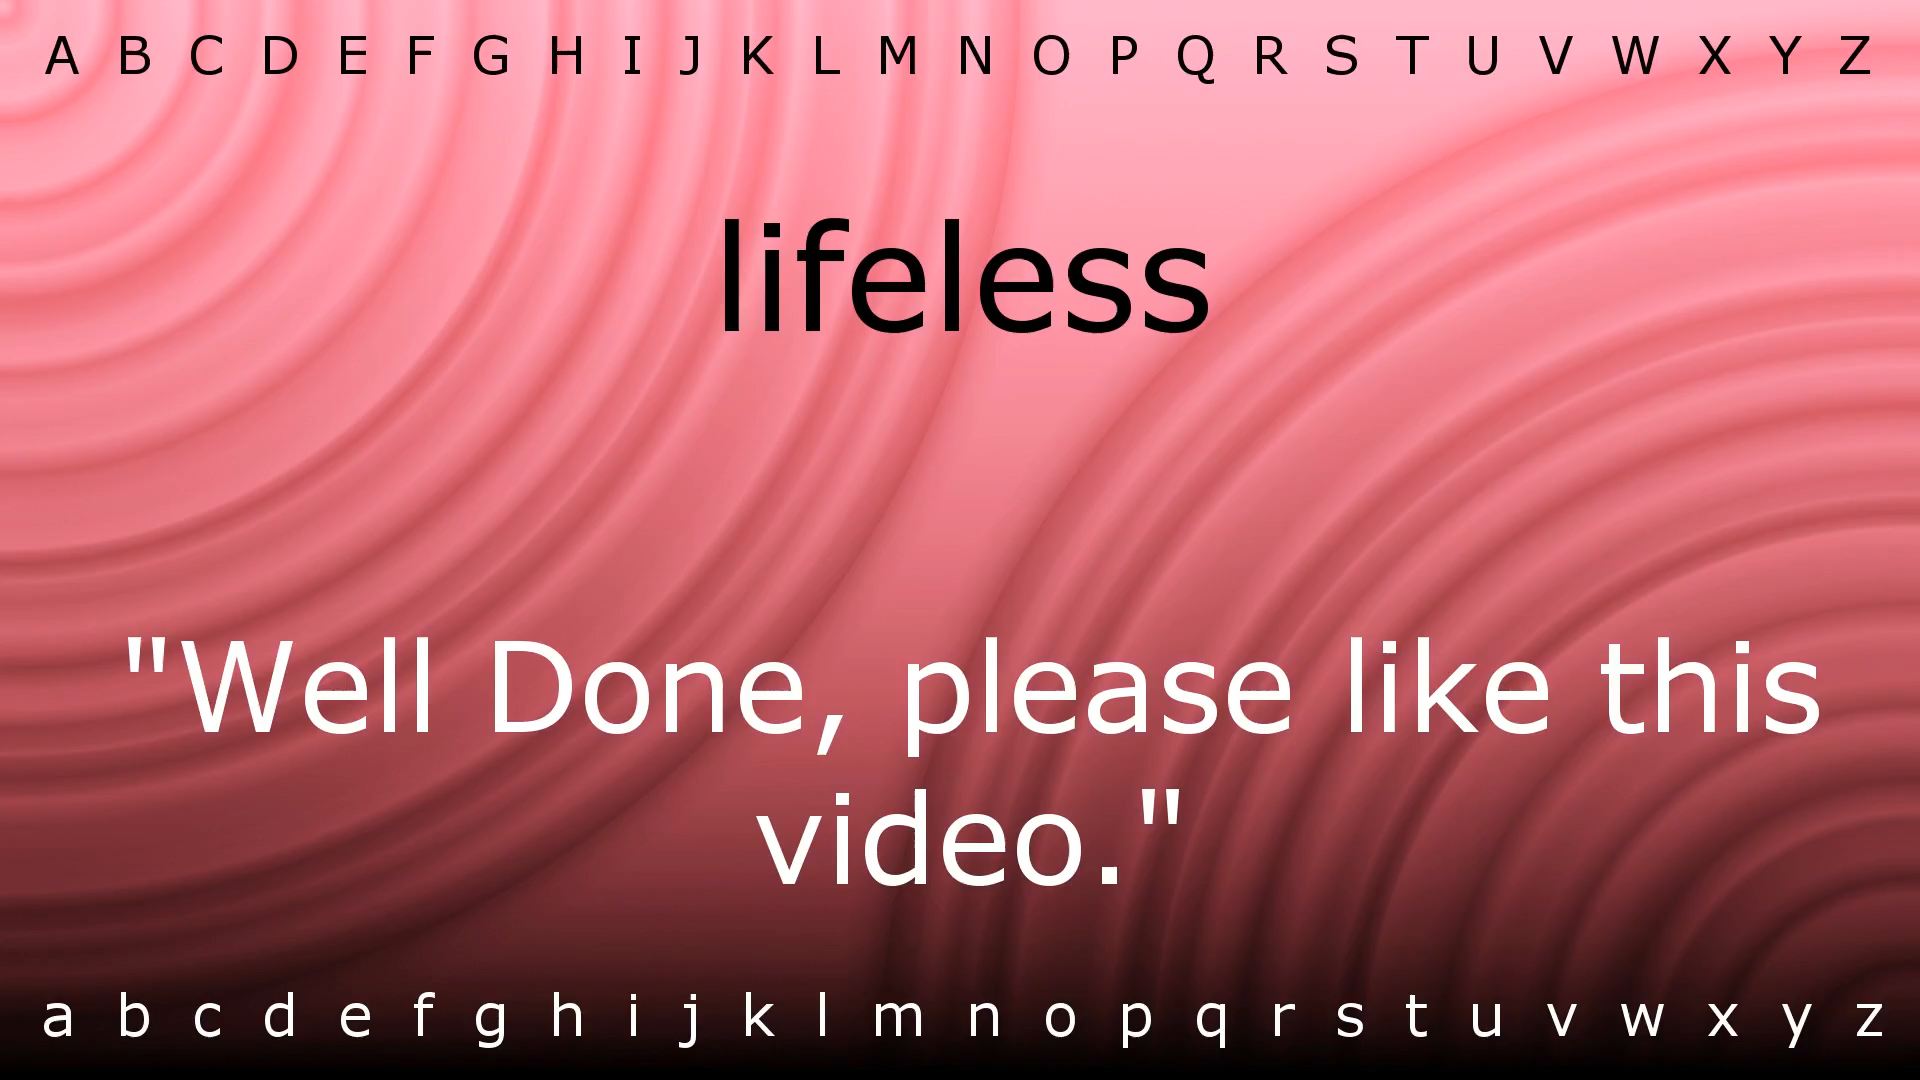 A B C D E F G H I J K L M N O P Q R S T U V W X Y Z
lifeless
"Well Done, please like this
video."
a b c d e f g h i j k l m n o p q r s t u v w x y z